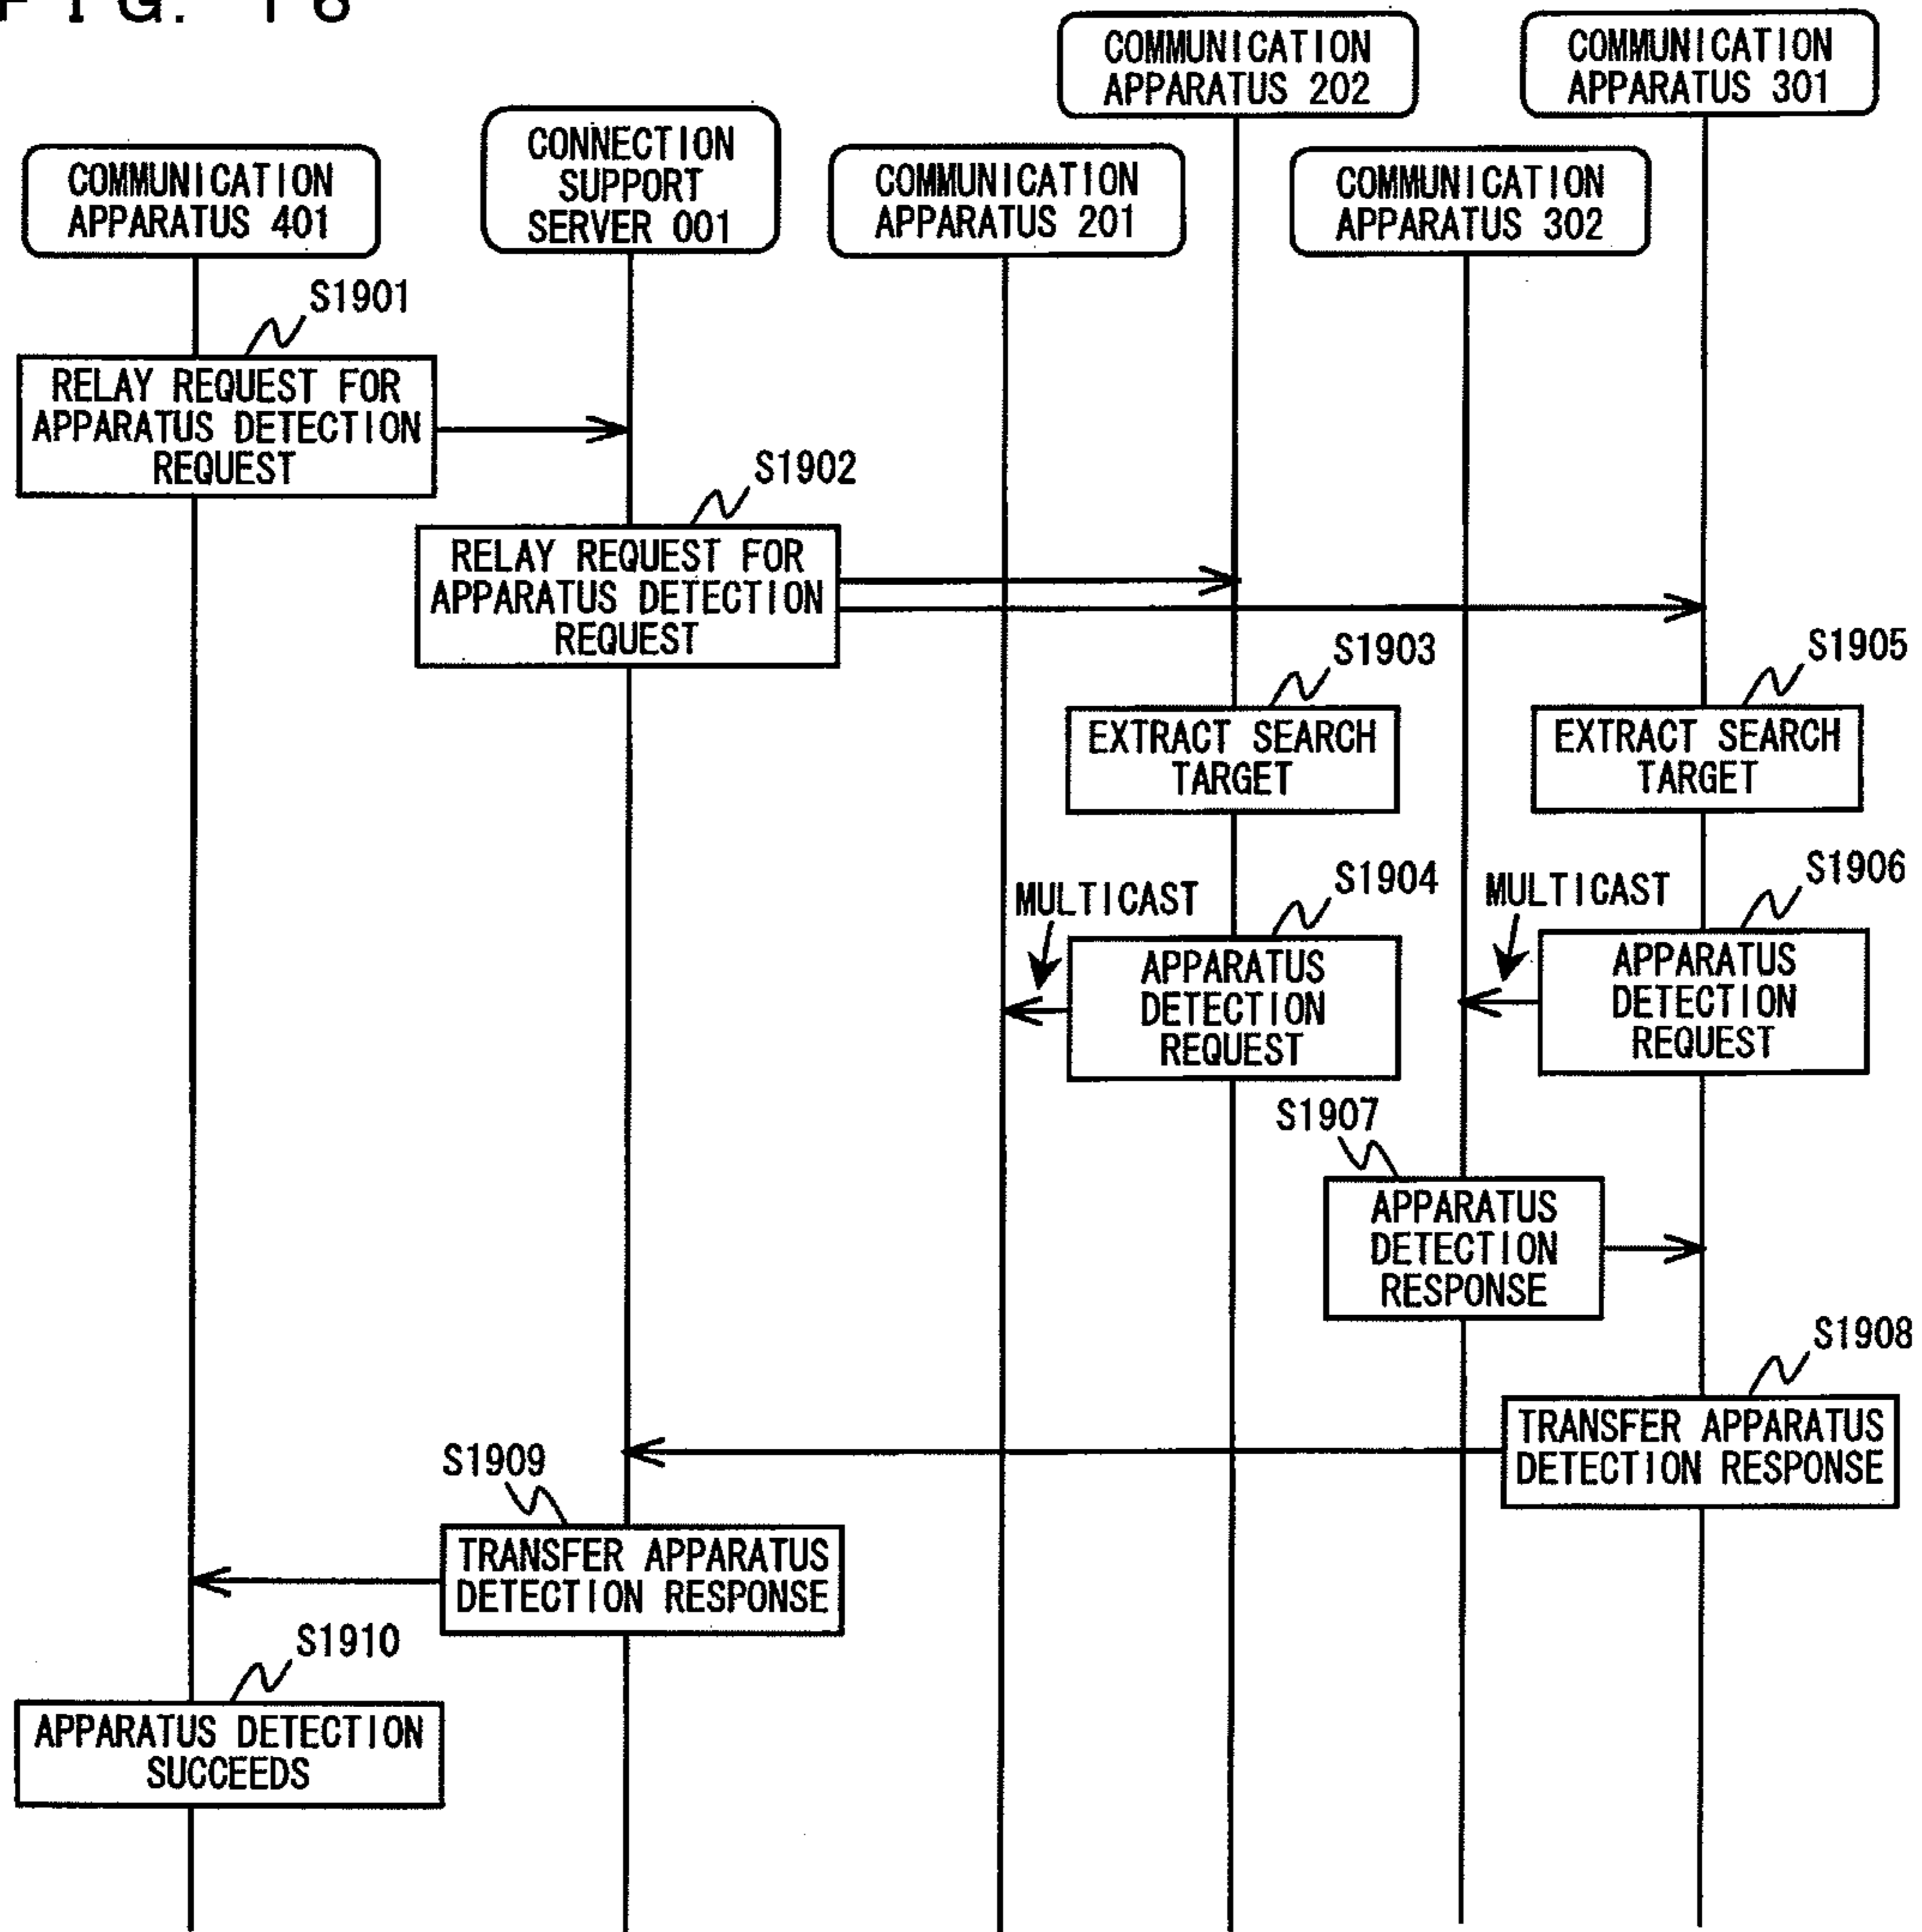 FIG. 16
COMMUNICATION
APPARATUS 202
COMMUNICATION
APPARATUS 301
CONNECTION
SUPPORT
SERVER 001
COMMUNICATION
APPARATUS 401
COMMUNICATION
APPARATUS 201
COMMUNICATION
APPARATUS 302
S1901
RELAY REQUEST FOR
APPARATUS DETECTION
REQUEST
S1902
RELAY REQUEST FOR
APPARATUS DETECTION
REQUEST
S1903
EXTRACT SEARCH
TARGET
S1905
EXTRACT SEARCH
TARGET
MULTICAST
S1904
APPARATUS
DETECTION
REQUEST
MULTICAST
S1906
APPARATUS
DETECTION
REQUEST
S1907
APPARATUS
DETECTION
RESPONSE
S1908
TRANSFER APPARATUS
DETECTION RESPONSE
S1909
TRANSFER APPARATUS
DETECTION RESPONSE
S1910
APPARATUS DETECTION
SUCCEEDS